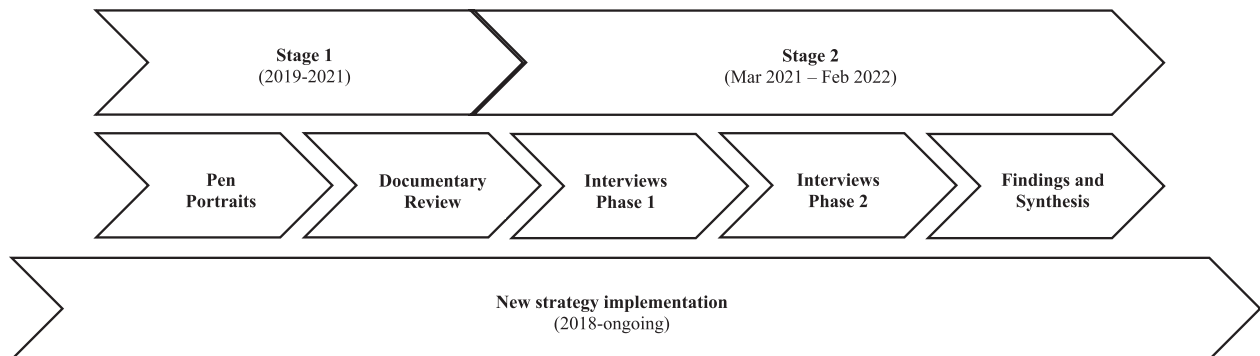 Stage 1
(2019-2021)
Stage 2
(Mar 2021 – Feb 2022)
Pen
Portraits
Documentary
Review
Interviews
Phase 1
Interviews
Phase 2
Findings and
Synthesis
New strategy implementation
(2018-ongoing)